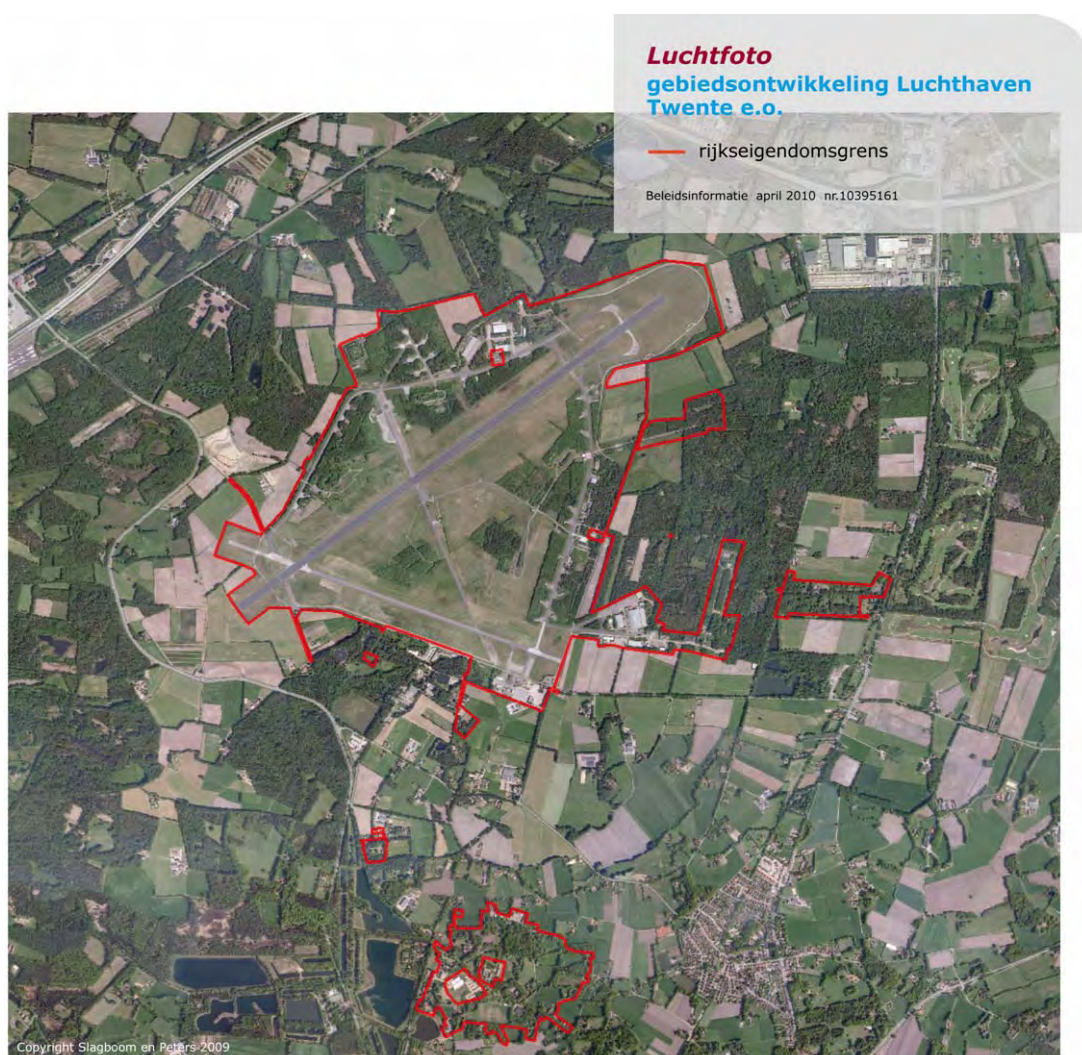 Luchtfoto
gebiedsontwikkeling Luchthaven
Twente e.o.
rijkseigendomsgrens
Beleidsinformatie april 2010 nr.10395161
Copyright Slagboom en Peters 2009